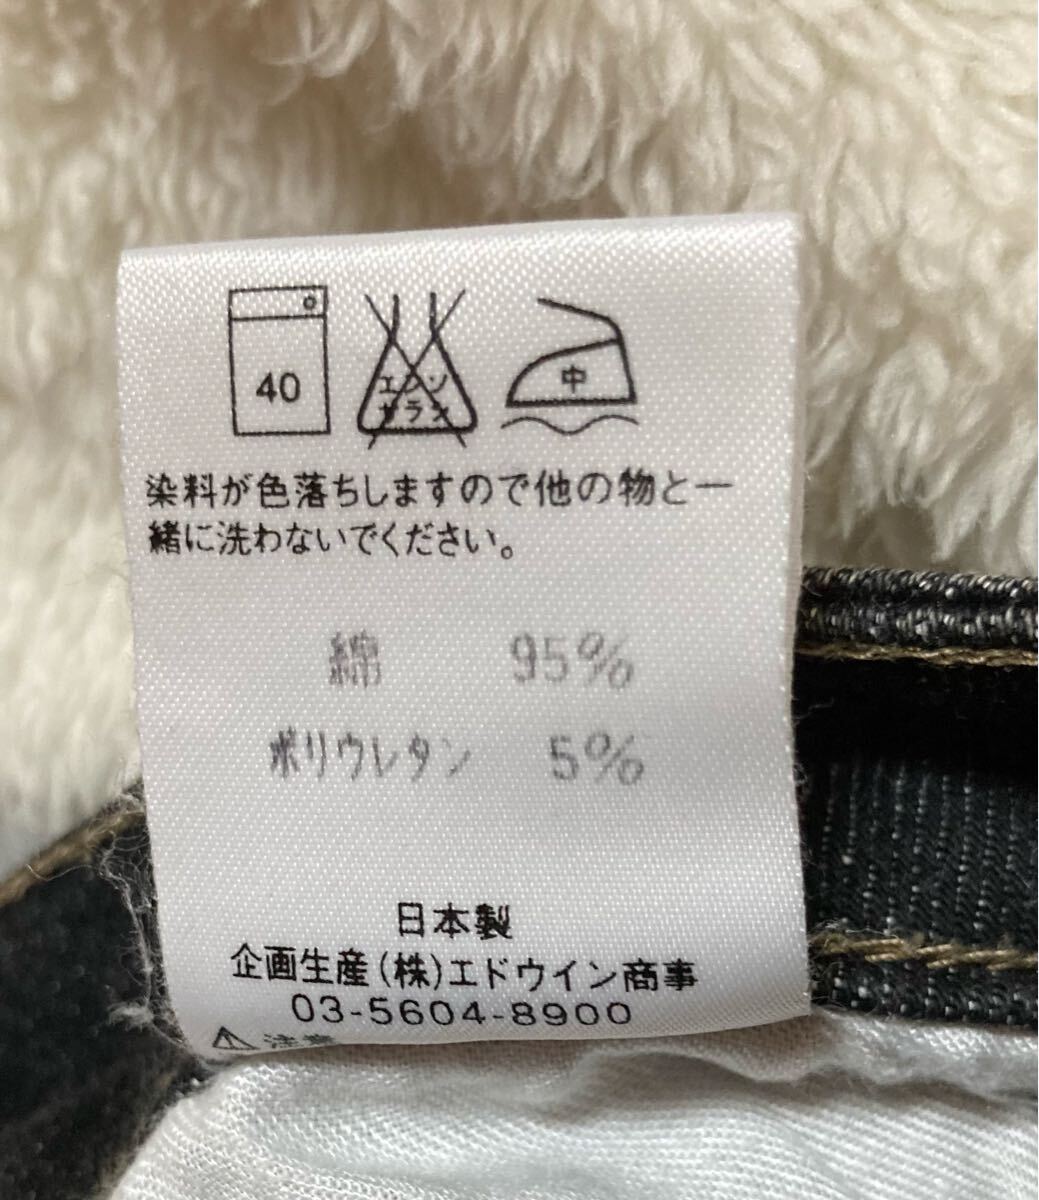 40
エンソ
サラシ
中
染料が色落ちしますので他の物と一
緒に洗わないでください。
綿 95%
ポリウレタン 5%
日本製
企画生産(株)エドウイン商事
03-5604-8900
注意